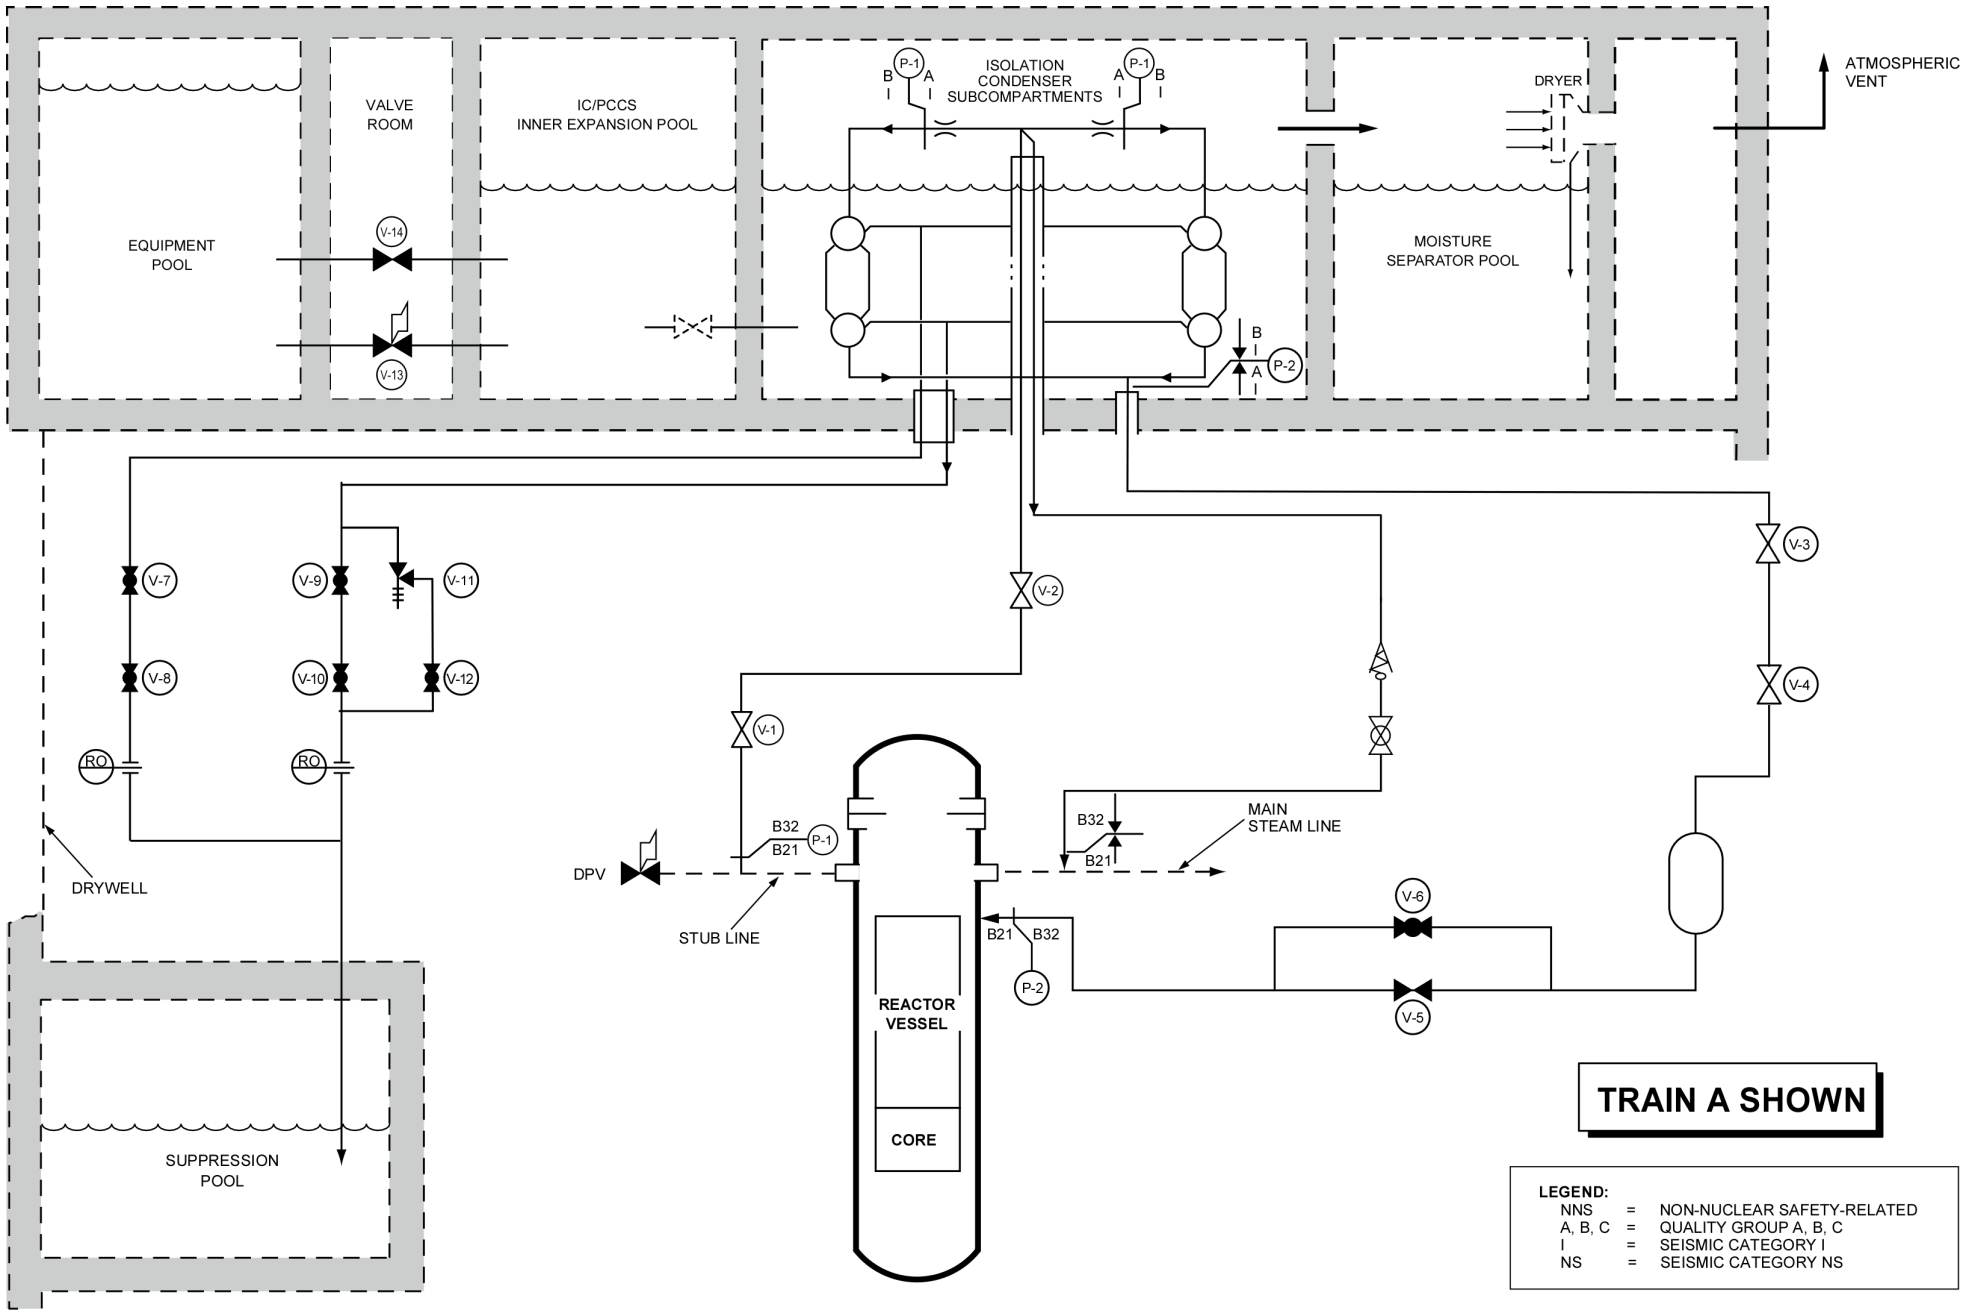 P-1
B
A
ISOLATION
CONDENSER
SUBCOMPARTMENTS
A
P-1
B
ATMOSPHERIC
VENT
DRYER
VALVE
ROOM
IC/PCCS
INNER EXPANSION POOL
V-14
EQUIPMENT
POOL
MOISTURE
SEPARATOR POOL
V-13
B
A
P-2
V-3
V-7
V-9
V-11
V-2
V-8
V-10
V-12
V-4
V-1
RO
RO
MAIN
STEAM LINE
B32
B21
P-1
B32
B21
DPV
DRYWELL
STUB LINE
V-6
B21
B32
P-2
V-5
REACTOR
VESSEL
TRAIN A SHOWN
CORE
SUPPRESSION
POOL
LEGEND:
NNS = NON-NUCLEAR SAFETY-RELATED
A, B, C = QUALITY GROUP A, B, C
I = SEISMIC CATEGORY I
NS = SEISMIC CATEGORY NS